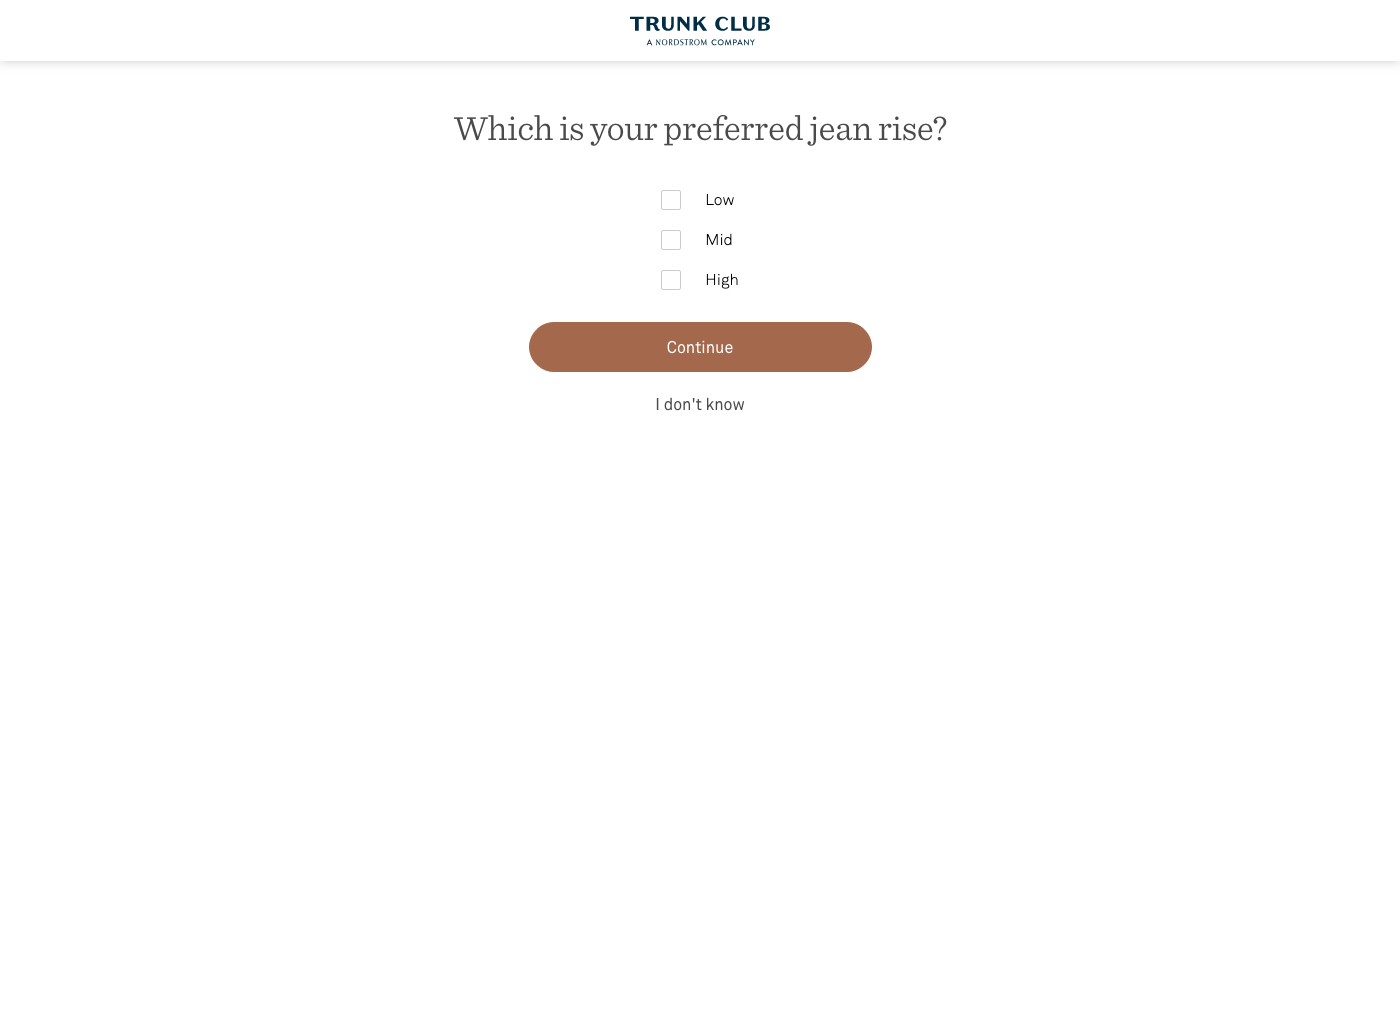 TRUNK CLUB
A NORDSTROM COMPANY
Which is your preferred jean rise?
Low
Mid
High
Continue
I don't know